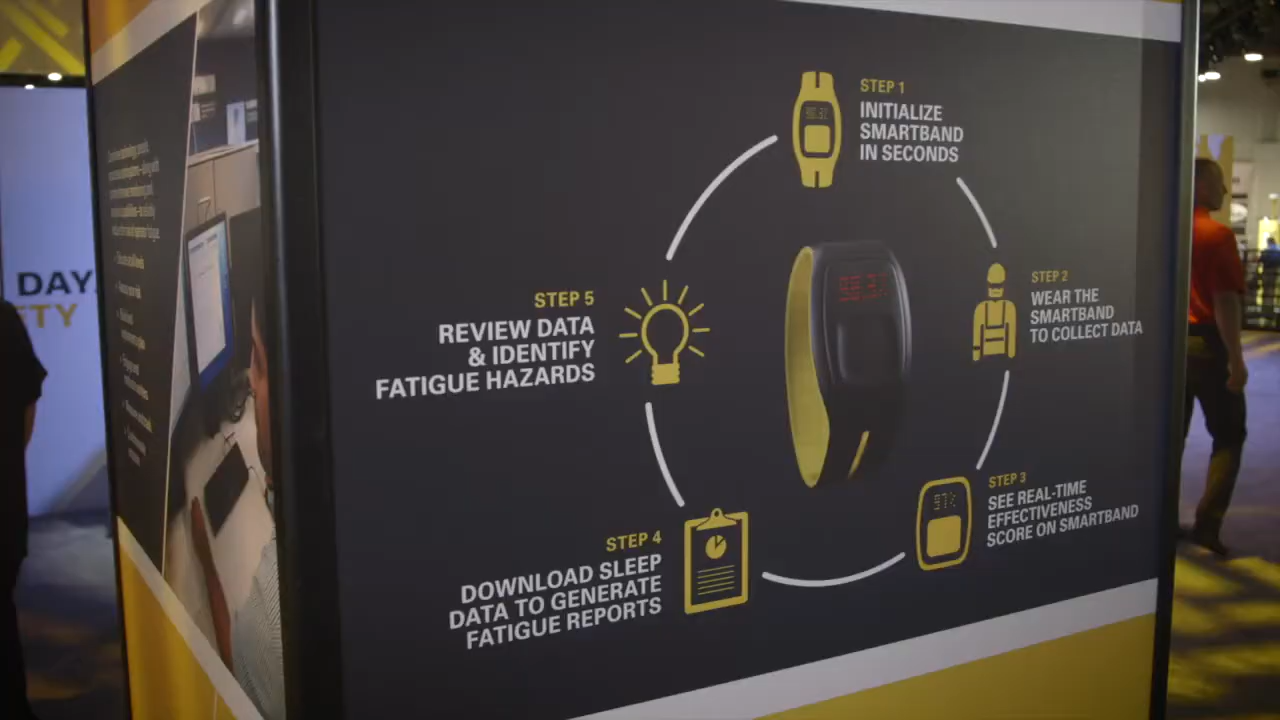 STEP 1
INITIALIZE
SMARTBAND
IN SECONDS
STEP 2
WEAR THE
SMARTBAND
TO COLLECT DATA
STEP 3
SEE REAL-TIME
EFFECTIVENESS
SCORE ON SMARTBAND
STEP 4
DOWNLOAD SLEEP
DATA TO GENERATE
FATIGUE REPORTS
STEP 5
REVIEW DATA
& IDENTIFY
FATIGUE HAZARDS
97%
DAY